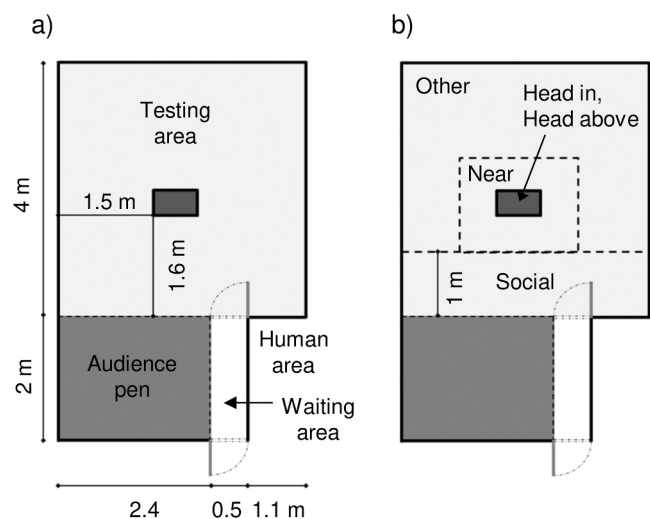 a)
Testing
area
4 m
1.5 m
1.6 m
Audience
pen
2 m
Human
area
Waiting
area
2.4
0.5
1.1 m
b)
Other
Head in,
Head above
Near
1 m
Social